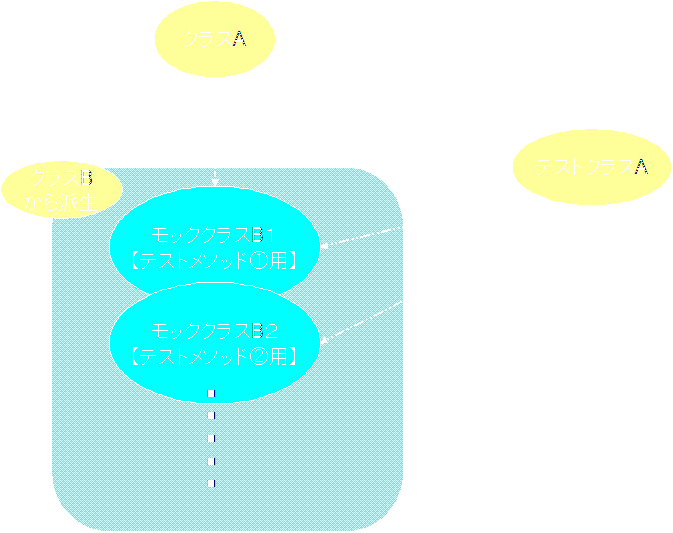 クラスA
テストクラスA
クラスB
から派生
モッククラスB1
【テストメソッド①用】
モッククラスB2
【テストメソッド②用】